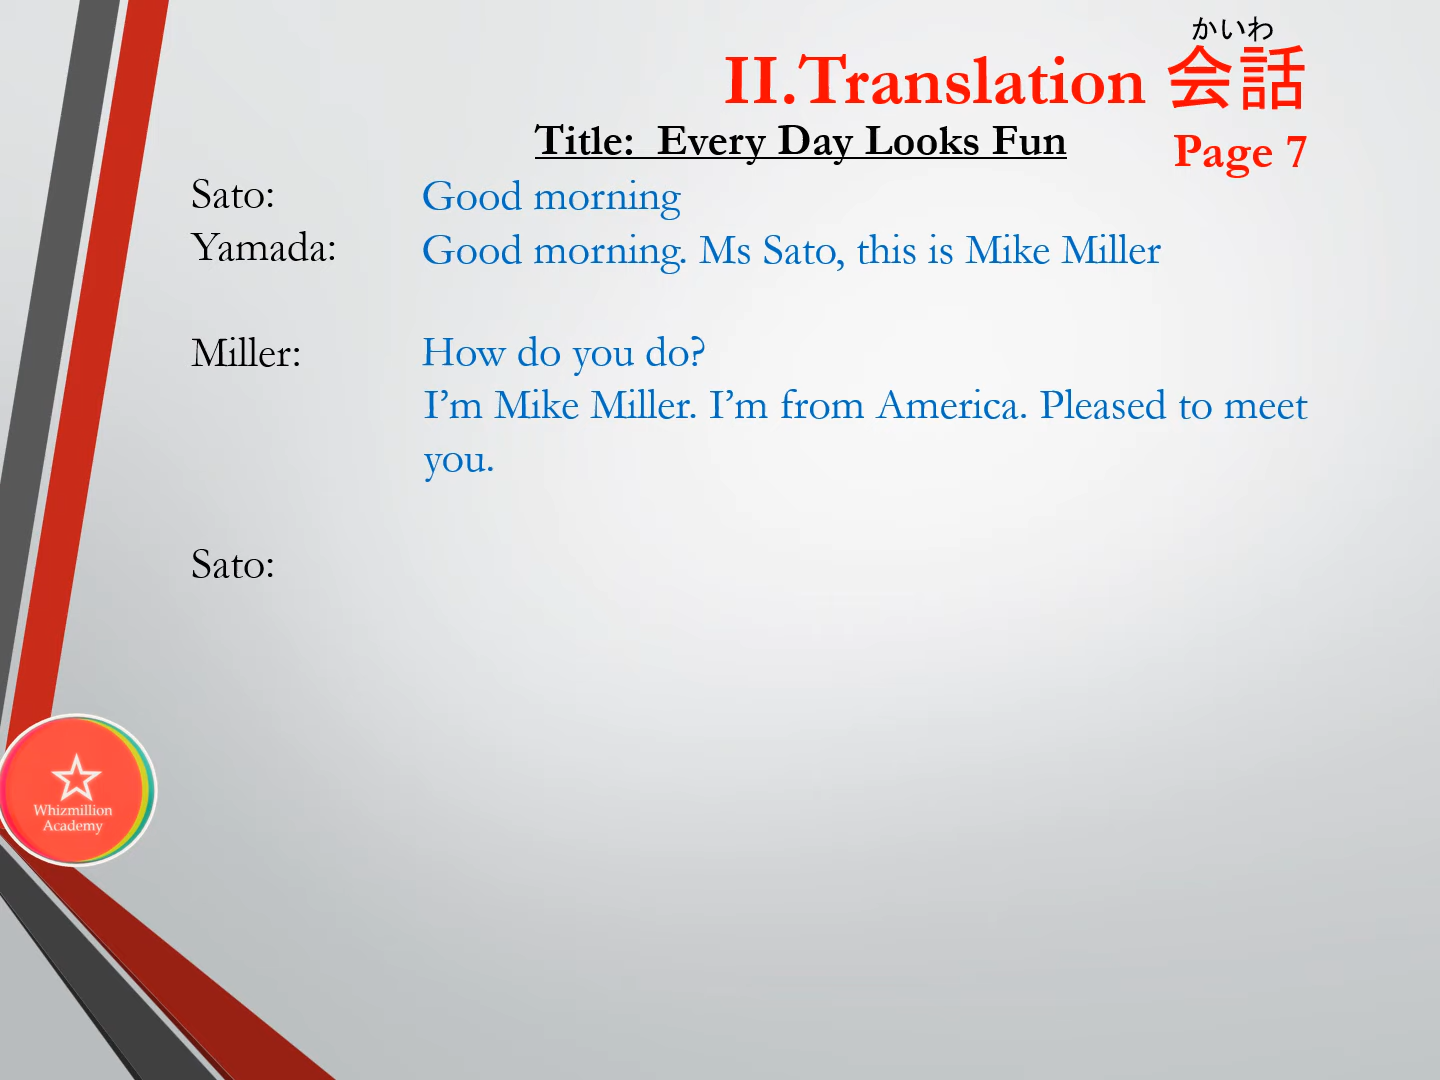 かいわ
II.Translation 会話
Title: Every Day Looks Fun
Page 7
Sato: Good morning
Yamada: Good morning. Ms Sato, this is Mike Miller
Miller: How do you do?
I’m Mike Miller. I’m from America. Pleased to meet
you.
Sato:
Whizmillion
Academy